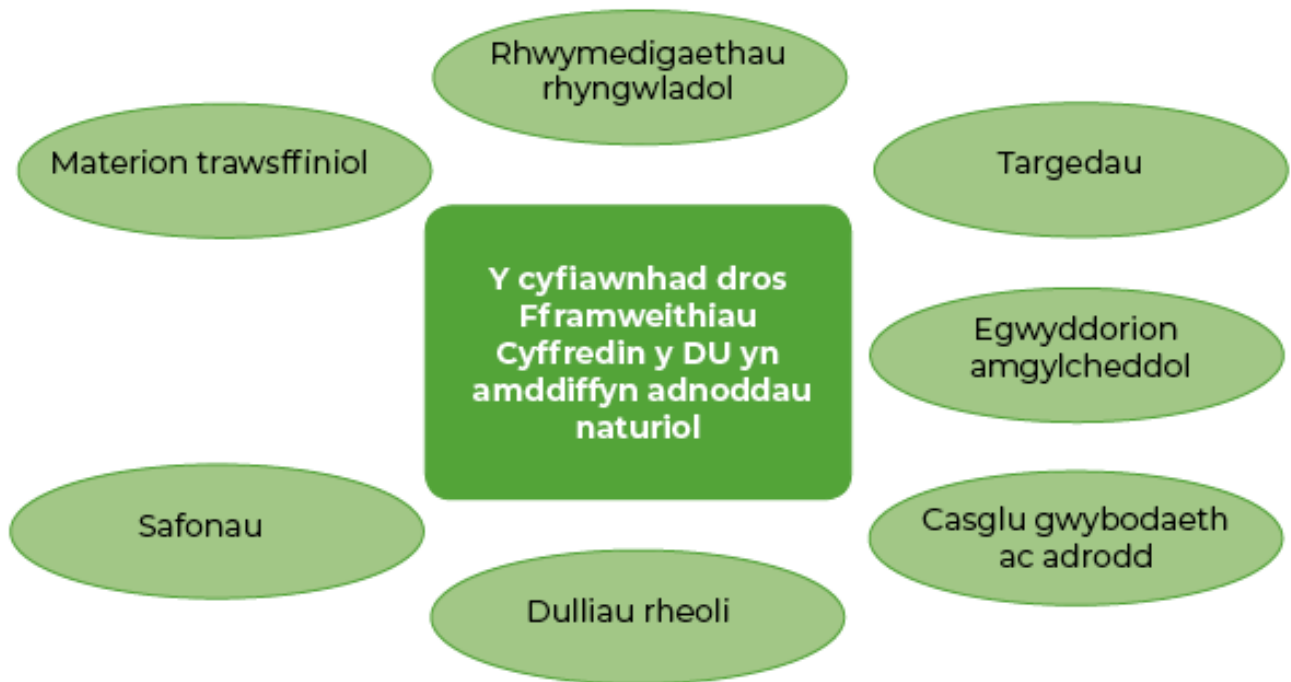 Rhwymedigaethau
rhyngwladol
Materion trawsffiniol
Targedau
Y cyfiawnhad dros
Fframweithiau
Cyffredin y DU yn
amddiffyn adnoddau
naturiol
Egwyddorion
amgylcheddol
Safonau
Casglu gwybodaeth
ac adrodd
Dulliau rheoli